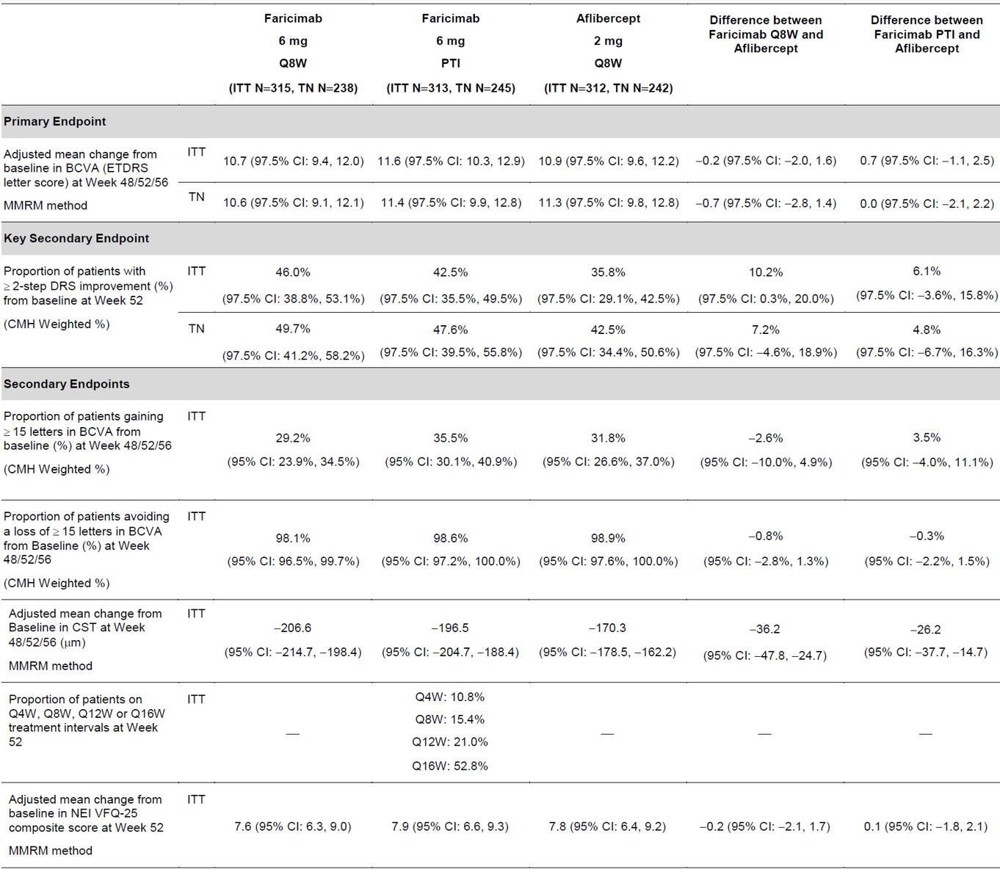 Faricimab
6 mg
Q8W
(ITT N=315, TN N=238)
Faricimab
6 mg
PTI
(ITT N=313, TN N=245)
Aflibercept
2 mg
Q8W
(ITT N=312, TN N=242)
Difference between
Faricimab Q8W and
Aflibercept
Difference between
Faricimab PTI and
Aflibercept
Primary Endpoint
Adjusted mean change from
baseline in BCVA (ETDRS
letter score) at Week 48/52/56
MMRM method
ITT
10.7 (97.5% CI: 9.4, 12.0)
11.6 (97.5% CI: 10.3, 12.9)
10.9 (97.5% CI: 9.6, 12.2)
−0.2 (97.5% CI: −2.0, 1.6)
0.7 (97.5% CI: −1.1, 2.5)
TN
10.6 (97.5% CI: 9.1, 12.1)
11.4 (97.5% CI: 9.9, 12.8)
11.3 (97.5% CI: 9.8, 12.8)
−0.7 (97.5% CI: −2.8, 1.4)
0.0 (97.5% CI: −2.1, 2.2)
Key Secondary Endpoint
Proportion of patients with
≥ 2-step DRS improvement (%)
from baseline at Week 52
(CMH Weighted %)
ITT
46.0%
(97.5% CI: 38.8%, 53.1%)
42.5%
(97.5% CI: 35.5%, 49.5%)
35.8%
(97.5% CI: 29.1%, 42.5%)
10.2%
(97.5% CI: 0.3%, 20.0%)
6.1%
(97.5% CI: −3.6%, 15.8%)
TN
49.7%
(97.5% CI: 41.2%, 58.2%)
47.6%
(97.5% CI: 39.5%, 55.8%)
42.5%
(97.5% CI: 34.4%, 50.6%)
7.2%
(97.5% CI: −4.6%, 18.9%)
4.8%
(97.5% CI: −6.7%, 16.3%)
Secondary Endpoints
Proportion of patients gaining
≥ 15 letters in BCVA from
baseline (%) at Week 48/52/56
(CMH Weighted %)
ITT
29.2%
(95% CI: 23.9%, 34.5%)
35.5%
(95% CI: 30.1%, 40.9%)
31.8%
(95% CI: 26.6%, 37.0%)
−2.6%
(95% CI: −10.0%, 4.9%)
3.5%
(95% CI: −4.0%, 11.1%)
Proportion of patients avoiding
a loss of ≥ 15 letters in BCVA
from Baseline (%) at Week
48/52/56
(CMH Weighted %)
ITT
98.1%
(95% CI: 96.5%, 99.7%)
98.6%
(95% CI: 97.2%, 100.0%)
98.9%
(95% CI: 97.6%, 100.0%)
−0.8%
(95% CI: −2.8%, 1.3%)
−0.3%
(95% CI: −2.2%, 1.5%)
Adjusted mean change from
Baseline in CST at Week
48/52/56 (μm)
MMRM method
ITT
−206.6
(95% CI: −214.7, −198.4)
−196.5
(95% CI: −204.7, −188.4)
−170.3
(95% CI: −178.5, −162.2)
−36.2
(95% CI: −47.8, −24.7)
−26.2
(95% CI: −37.7, −14.7)
Proportion of patients on
Q4W, Q8W, Q12W or Q16W
treatment intervals at Week
52
ITT
—
Q4W: 10.8%
Q8W: 15.4%
Q12W: 21.0%
Q16W: 52.8%
—
—
—
Adjusted mean change from
baseline in NEI VFQ-25
composite score at Week 52
MMRM method
ITT
7.6 (95% CI: 6.3, 9.0)
7.9 (95% CI: 6.6, 9.3)
7.8 (95% CI: 6.4, 9.2)
−0.2 (95% CI: −2.1, 1.7)
0.1 (95% CI: −1.8, 2.1)